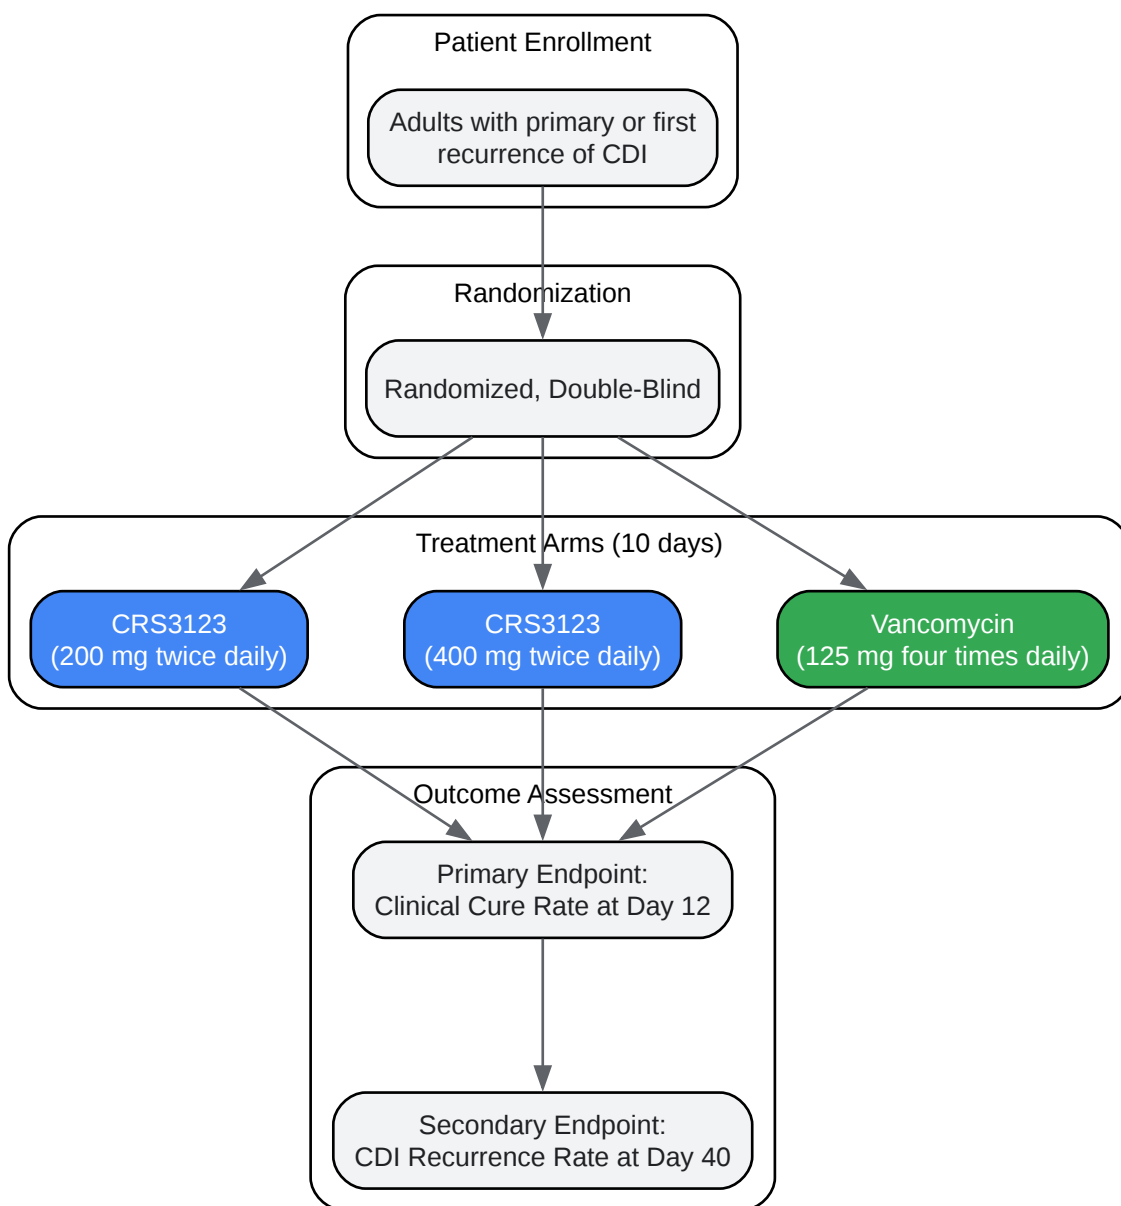 Patient Enrollment
Adults with primary or first
recurrence of CDI
Randomization
Randomized, Double-Blind
Treatment Arms (10 days)
CRS3123
(200 mg twice daily)
CRS3123
(400 mg twice daily)
Vancomycin
(125 mg four times daily)
Outcome Assessment
Primary Endpoint:
Clinical Cure Rate at Day 12
Secondary Endpoint:
CDI Recurrence Rate at Day 40